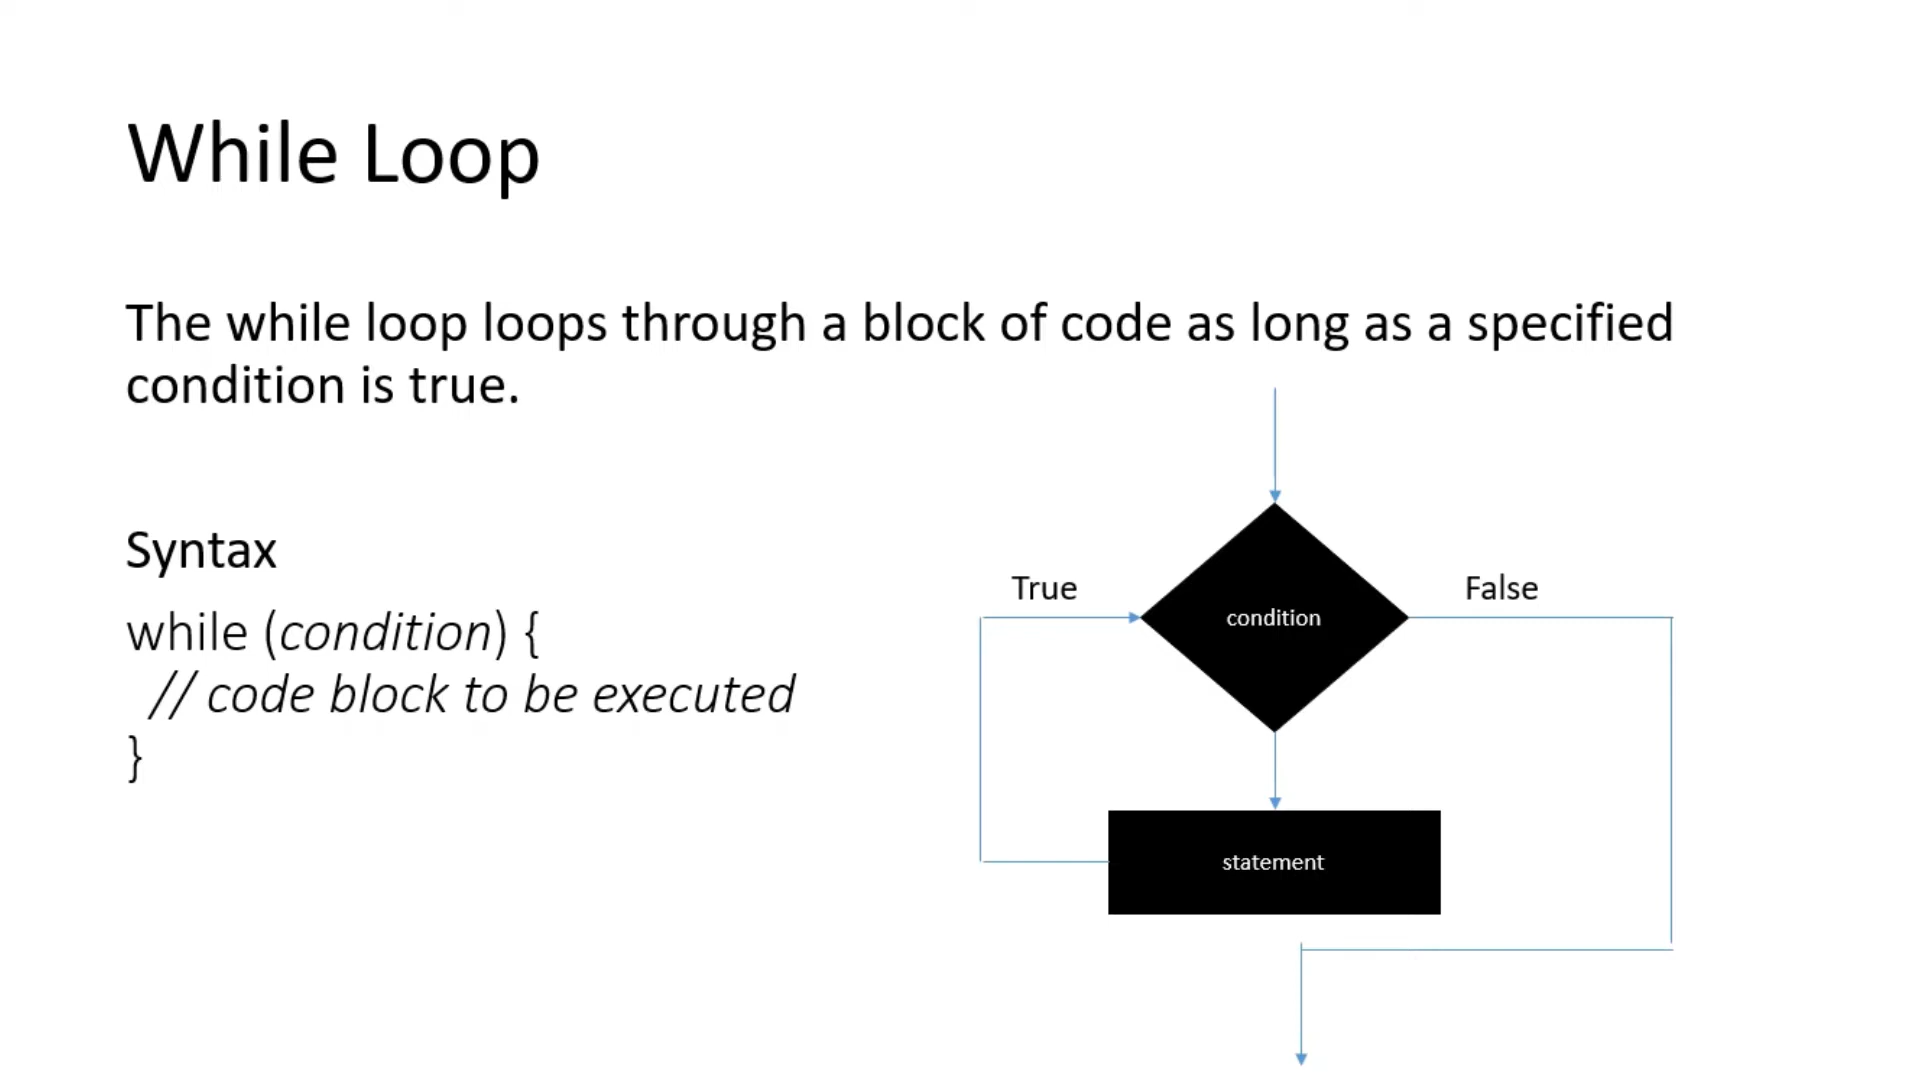 While Loop
The while loop loops through a block of code as long as a specified
condition is true.
Syntax
while (condition) {
// code block to be executed
}
True
False
condition
statement